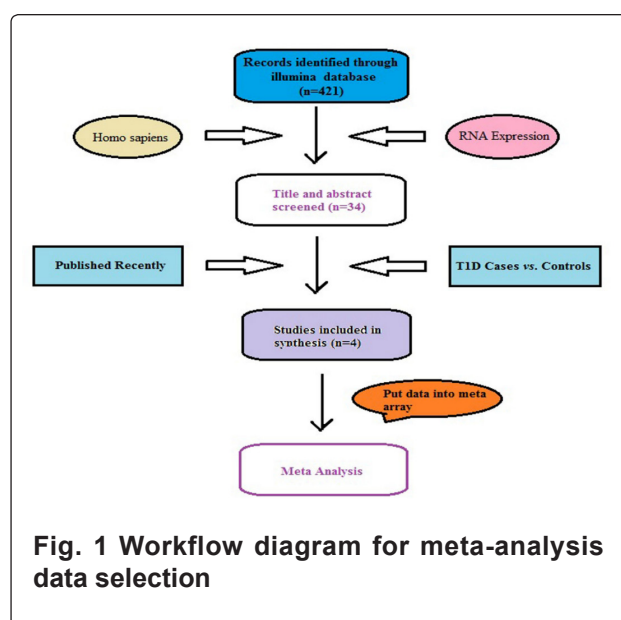 Records identified through
illumina database
(n=421)
Homo sapiens
RNA Expression
Title and abstract
screened (n=34)
Published Recently
T1D Cases vs. Controls
Studies included in
synthesis (n=4)
Put data into meta
array
Meta Analysis
Fig. 1 Workflow diagram for meta-analysis
data selection